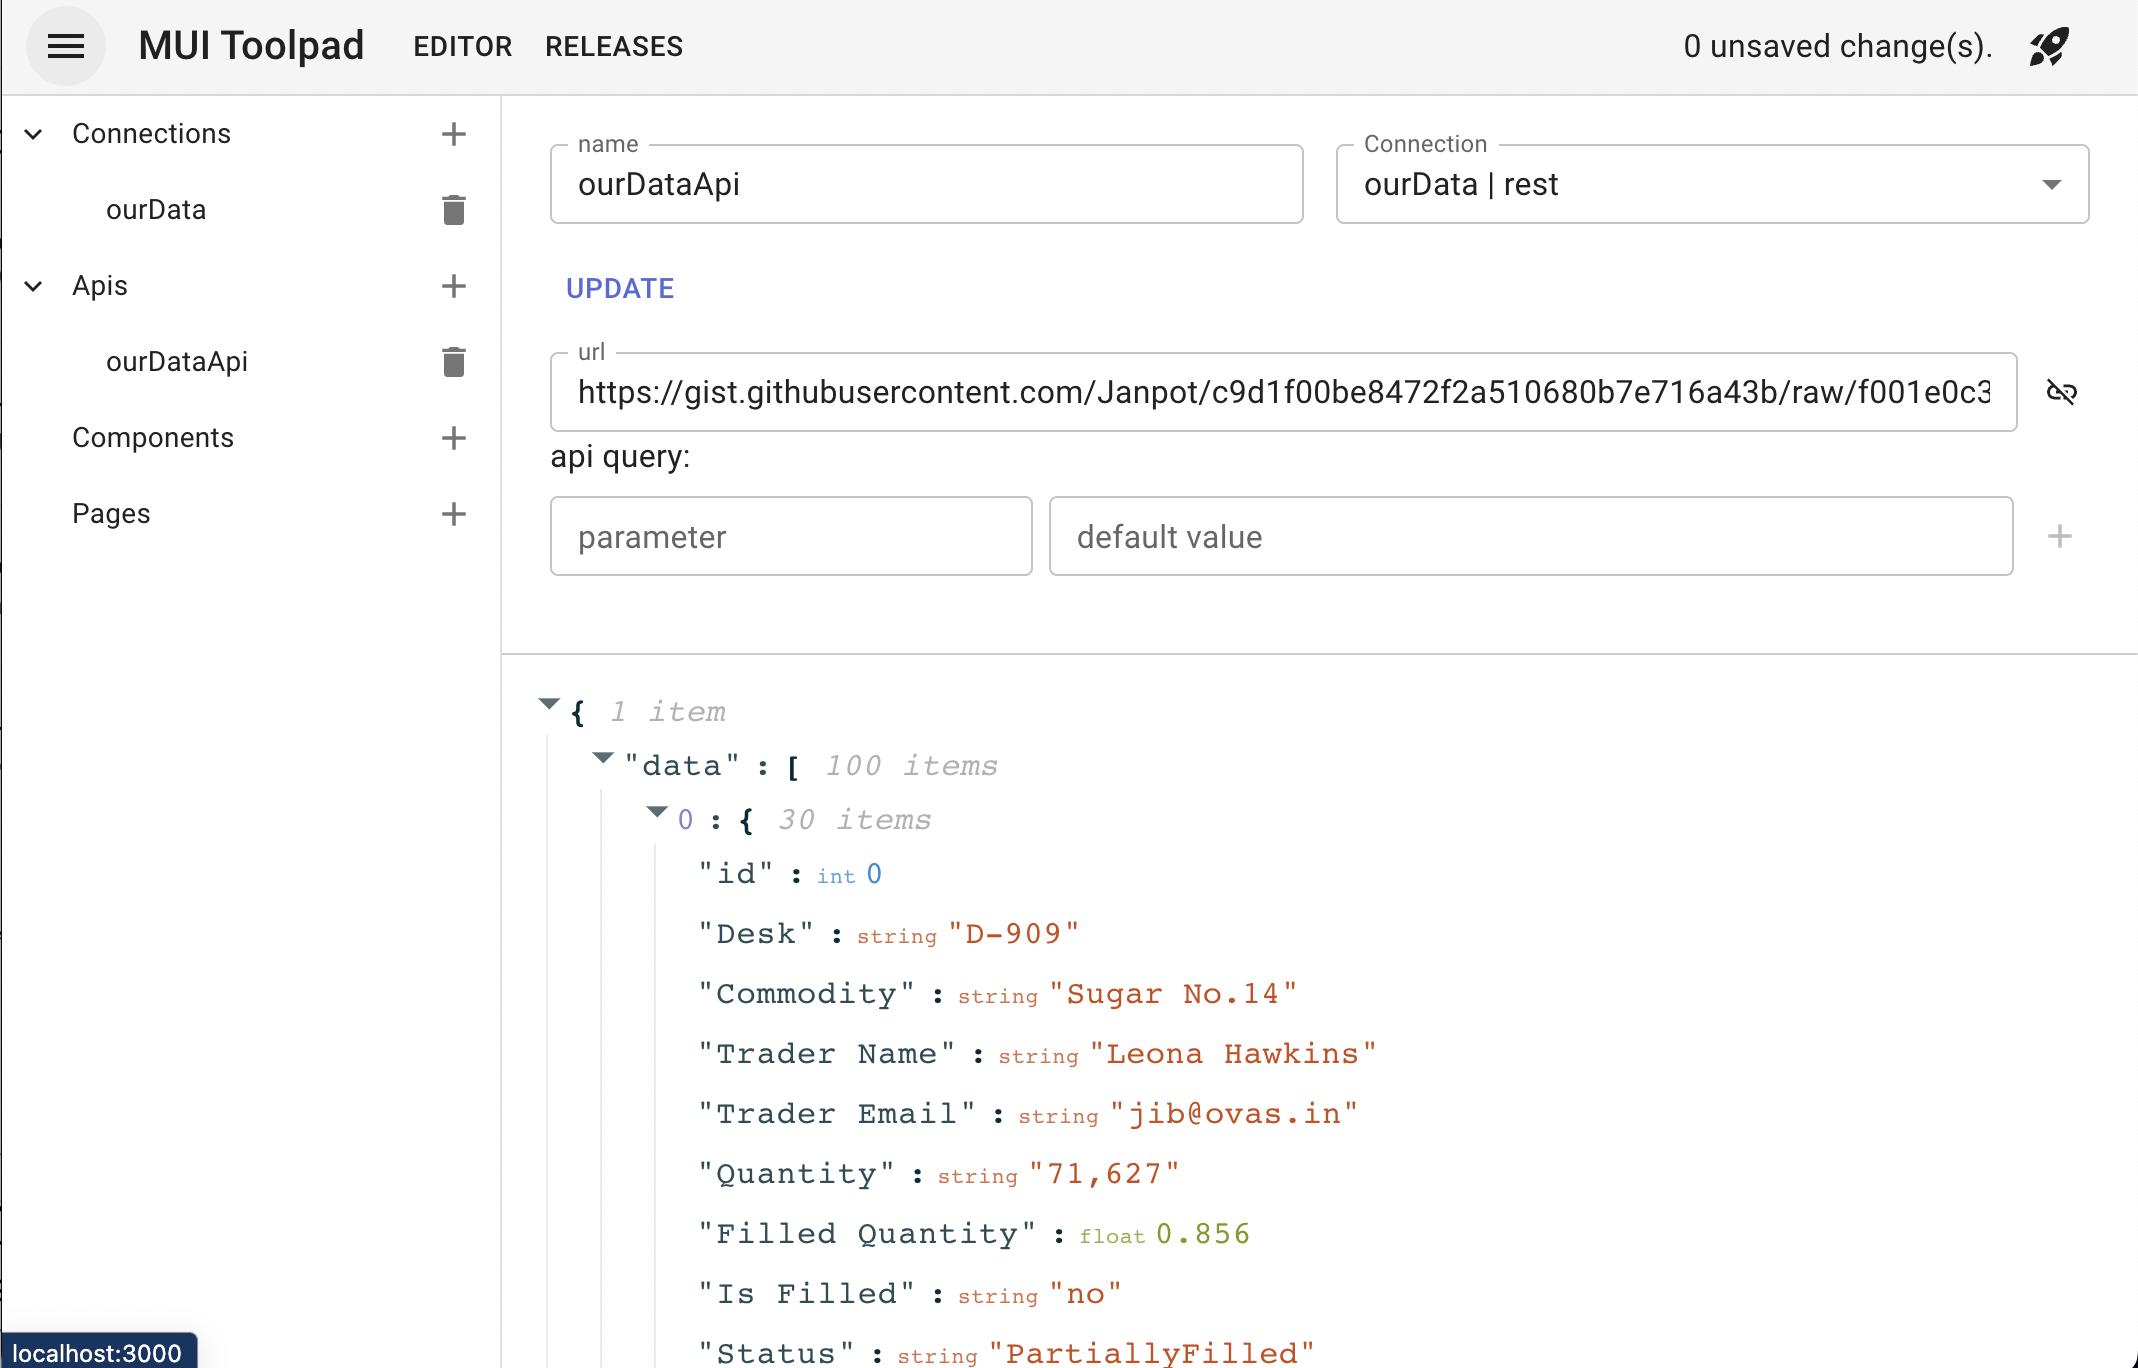 MUI Toolpad EDITOR RELEASES 0 unsaved change(s).
Connections
ourData
Apis
ourDataApi
Components
Pages
name
ourDataApi
Connection
ourData | rest
UPDATE
url
https://gist.githubusercontent.com/Janpot/c9d1f00be8472f2a510680b7e716a43b/raw/f001e0c3
api query:
parameter default value
{ 1 item
"data" : [ 100 items
0 : { 30 items
"id" : int 0
"Desk" : string "D-909"
"Commodity" : string "Sugar No.14"
"Trader Name" : string "Leona Hawkins"
"Trader Email" : string "jib@ovas.in"
"Quantity" : string "71,627"
"Filled Quantity" : float 0.856
"Is Filled" : string "no"
"Status" : string "PartiallyFilled"
localhost:3000